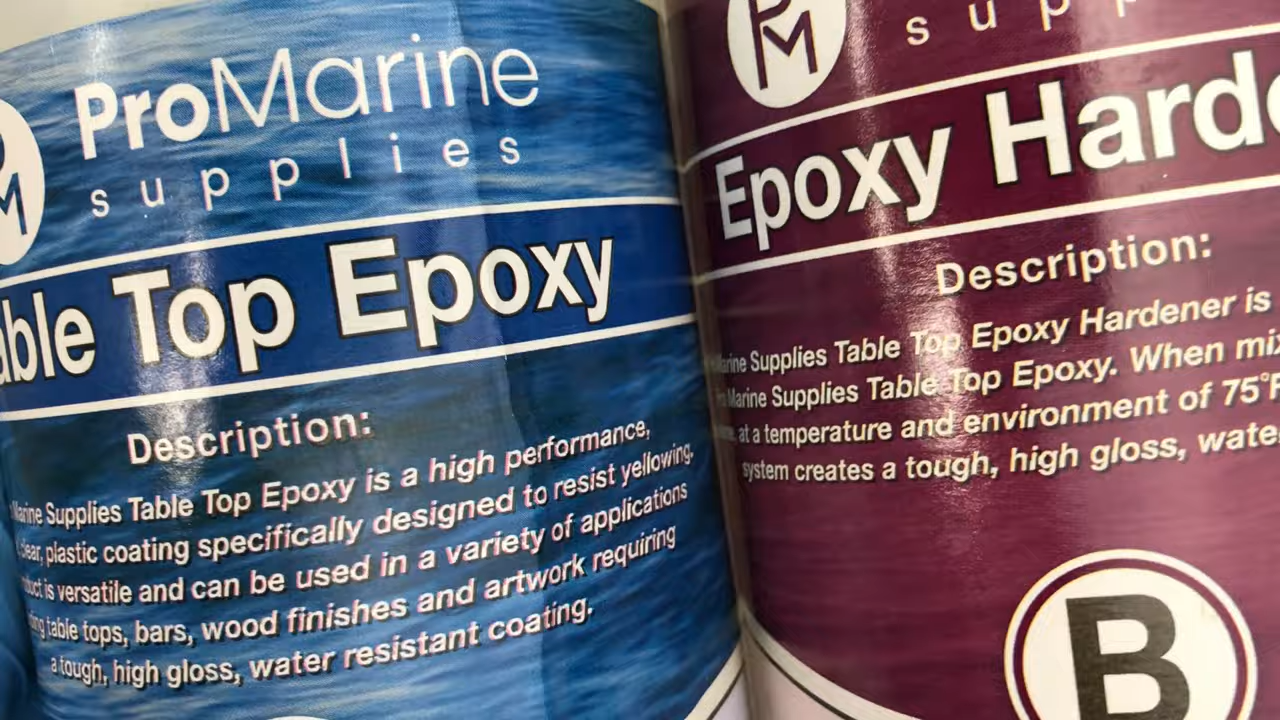 ProMarine
supplies
able Top Epoxy
Description:
Marine Supplies Table Top Epoxy is a high performance,
clear, plastic coating specifically designed to resist yellowing.
is versatile and can be used in a variety of applications
table tops, bars, wood finishes and artwork requiring
a tough, high gloss, water resistant coating.
PM
supp
Epoxy Harde
Description:
Marine Supplies Table Top Epoxy Hardener is
Pro Marine Supplies Table Top Epoxy. When mix
at a temperature and environment of 75°F
system creates a tough, high gloss, wate
B